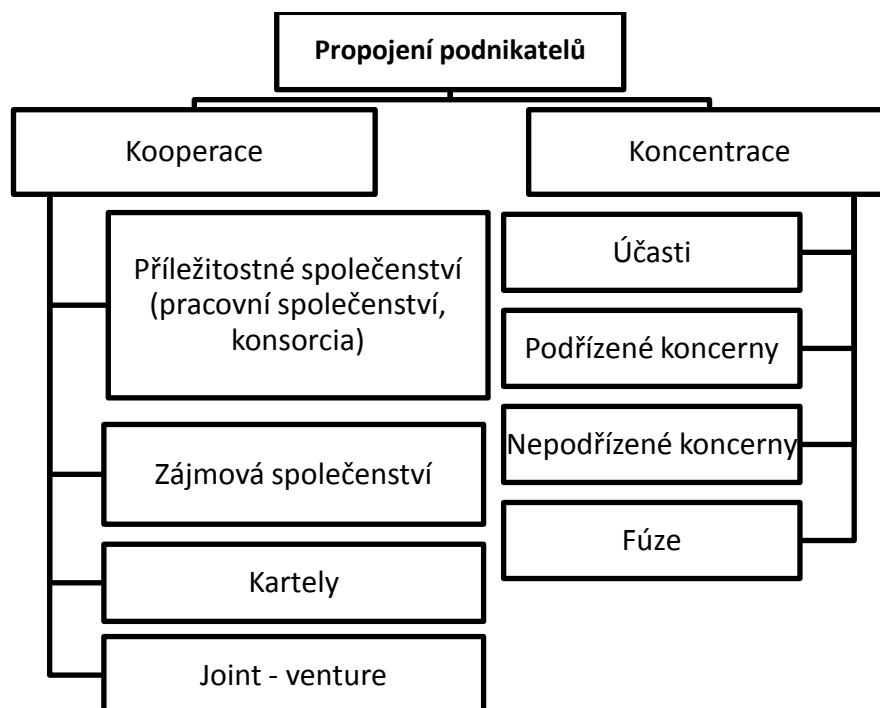 Propojení podnikatelů
Kooperace
Příležitostné společenství
(pracovní společenství,
konsorcia)
Zájmová společenství
Kartely
Joint - venture
Koncentrace
Účasti
Podřízené koncerny
Nepodřízené koncerny
Fúze